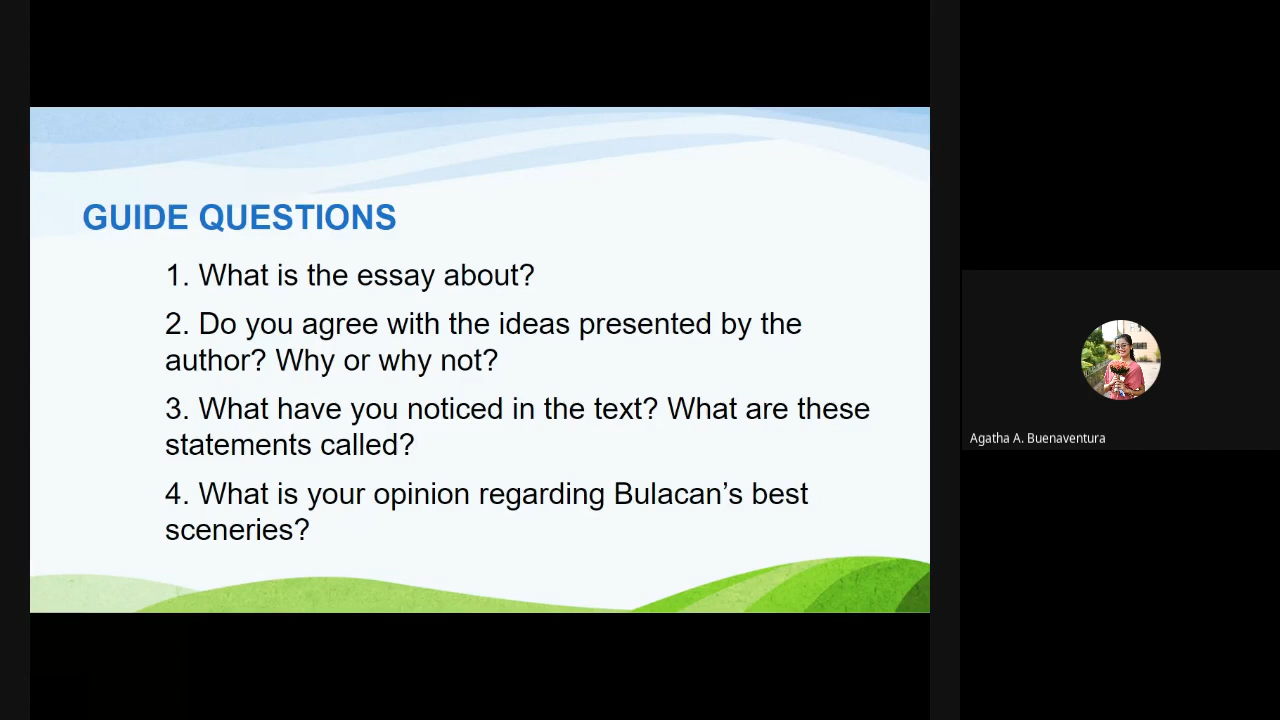 GUIDE QUESTIONS
1. What is the essay about?
2. Do you agree with the ideas presented by the
author? Why or why not?
3. What have you noticed in the text? What are these
statements called?
4. What is your opinion regarding Bulacan’s best
sceneries?
Agatha A. Buenaventura